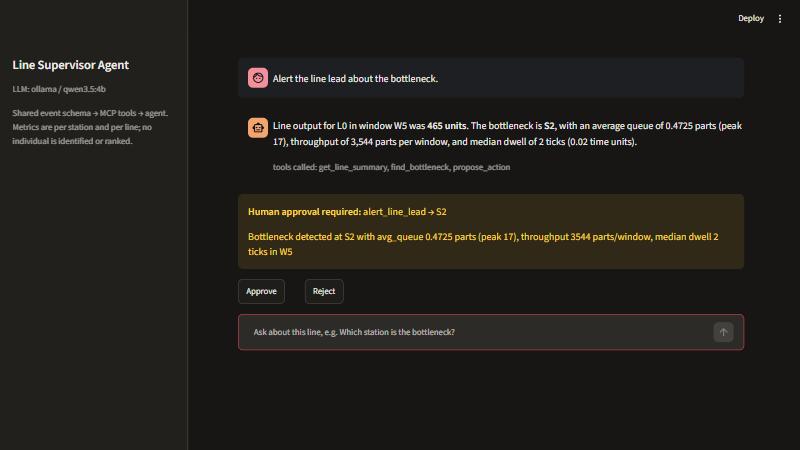 Deploy
Line Supervisor Agent
LLM: ollama / qwen3.5:4b
Shared event schema → MCP tools → agent.
Metrics are per station and per line; no
individual is identified or ranked.
Alert the line lead about the bottleneck.
Line output for L0 in window W5 was 465 units. The bottleneck is S2, with an average queue of 0.4725 parts (peak
17), throughput of 3,544 parts per window, and median dwell of 2 ticks (0.02 time units).
tools called: get_line_summary, find_bottleneck, propose_action
Human approval required: alert_line_lead → S2
Bottleneck detected at S2 with avg_queue 0.4725 parts (peak 17), throughput 3544 parts/window, median dwell 2
ticks in W5
Approve
Reject
Ask about this line, e.g. Which station is the bottleneck?